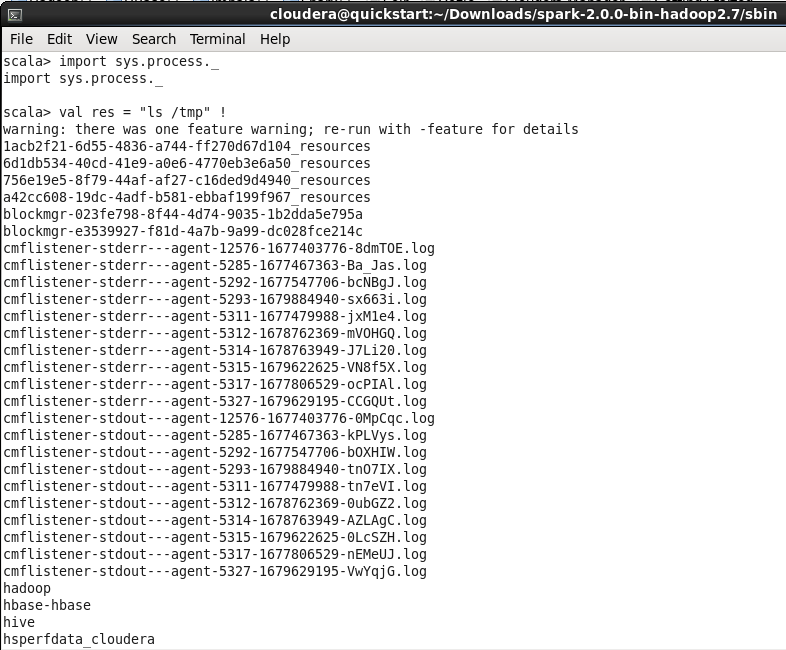 cloudera@quickstart:~/Downloads/spark-2.0.0-bin-hadoop2.7/sbin
File Edit View Search Terminal Help
scala> import sys.process._
import sys.process._
scala> val res = "ls /tmp" !
warning: there was one feature warning; re-run with -feature for details
1acb2f21-6d55-4836-a744-ff270d67d104_resources
6d1db534-40cd-41e9-a0e6-4770eb3e6a50_resources
756e19e5-8f79-44af-af27-c16ded9d4940_resources
a42cc608-19dc-4adf-b581-ebbaf199f967_resources
blockmgr-023fe798-8f44-4d74-9035-1b2dda5e795a
blockmgr-e3539927-f81d-4a7b-9a99-dc028fce214c
cmflistener-stderr---agent-12576-1677403776-8dmTOE.log
cmflistener-stderr---agent-5285-1677467363-Ba_Jas.log
cmflistener-stderr---agent-5292-1677547706-bcNBgJ.log
cmflistener-stderr---agent-5293-1679884940-sx663i.log
cmflistener-stderr---agent-5311-1677479988-jxM1e4.log
cmflistener-stderr---agent-5312-1678762369-mVOHGQ.log
cmflistener-stderr---agent-5314-1678763949-J7Li20.log
cmflistener-stderr---agent-5315-1679622625-VN8f5X.log
cmflistener-stderr---agent-5317-1677806529-ocPIAl.log
cmflistener-stderr---agent-5327-1679629195-CCGQUt.log
cmflistener-stdout---agent-12576-1677403776-0MpCqc.log
cmflistener-stdout---agent-5285-1677467363-kPLVys.log
cmflistener-stdout---agent-5292-1677547706-bOXHIW.log
cmflistener-stdout---agent-5293-1679884940-tnO7IX.log
cmflistener-stdout---agent-5311-1677479988-tn7eVI.log
cmflistener-stdout---agent-5312-1678762369-0ubGZ2.log
cmflistener-stdout---agent-5314-1678763949-AZLAgC.log
cmflistener-stdout---agent-5315-1679622625-0LcSZH.log
cmflistener-stdout---agent-5317-1677806529-nEMeUJ.log
cmflistener-stdout---agent-5327-1679629195-VwYqjG.log
hadoop
hbase-hbase
hive
hsperfdata_cloudera